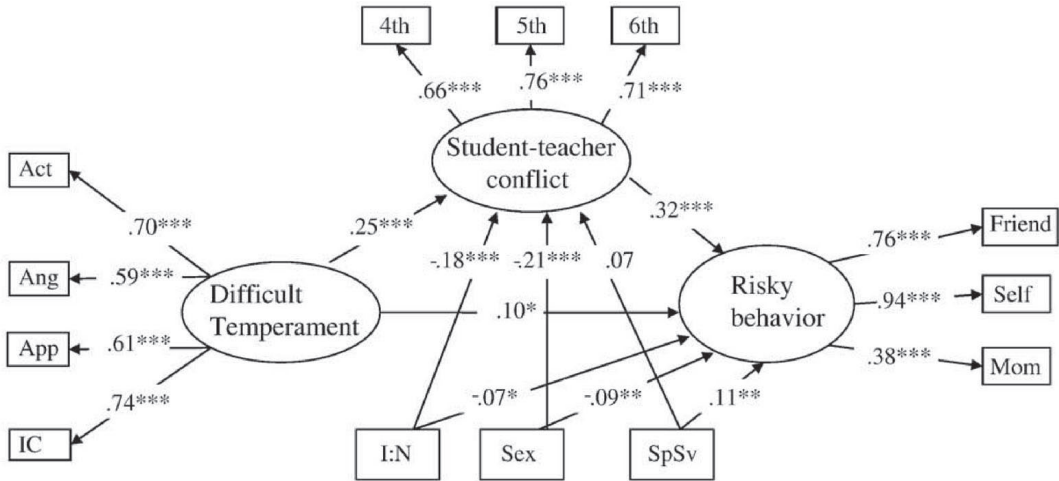 4th
5th
6th
.66***
.76***
.71***
Student-teacher
conflict
Act
.70***
.25***
.32***
Friend
.76***
Ang
.59***
-.18***
-.21***
.07
Difficult
Temperament
Risky
behavior
.94***
Self
.10*
App
.61***
.38***
Mom
.74***
-.07*
-.09**
.11**
IC
I:N
Sex
SpSv